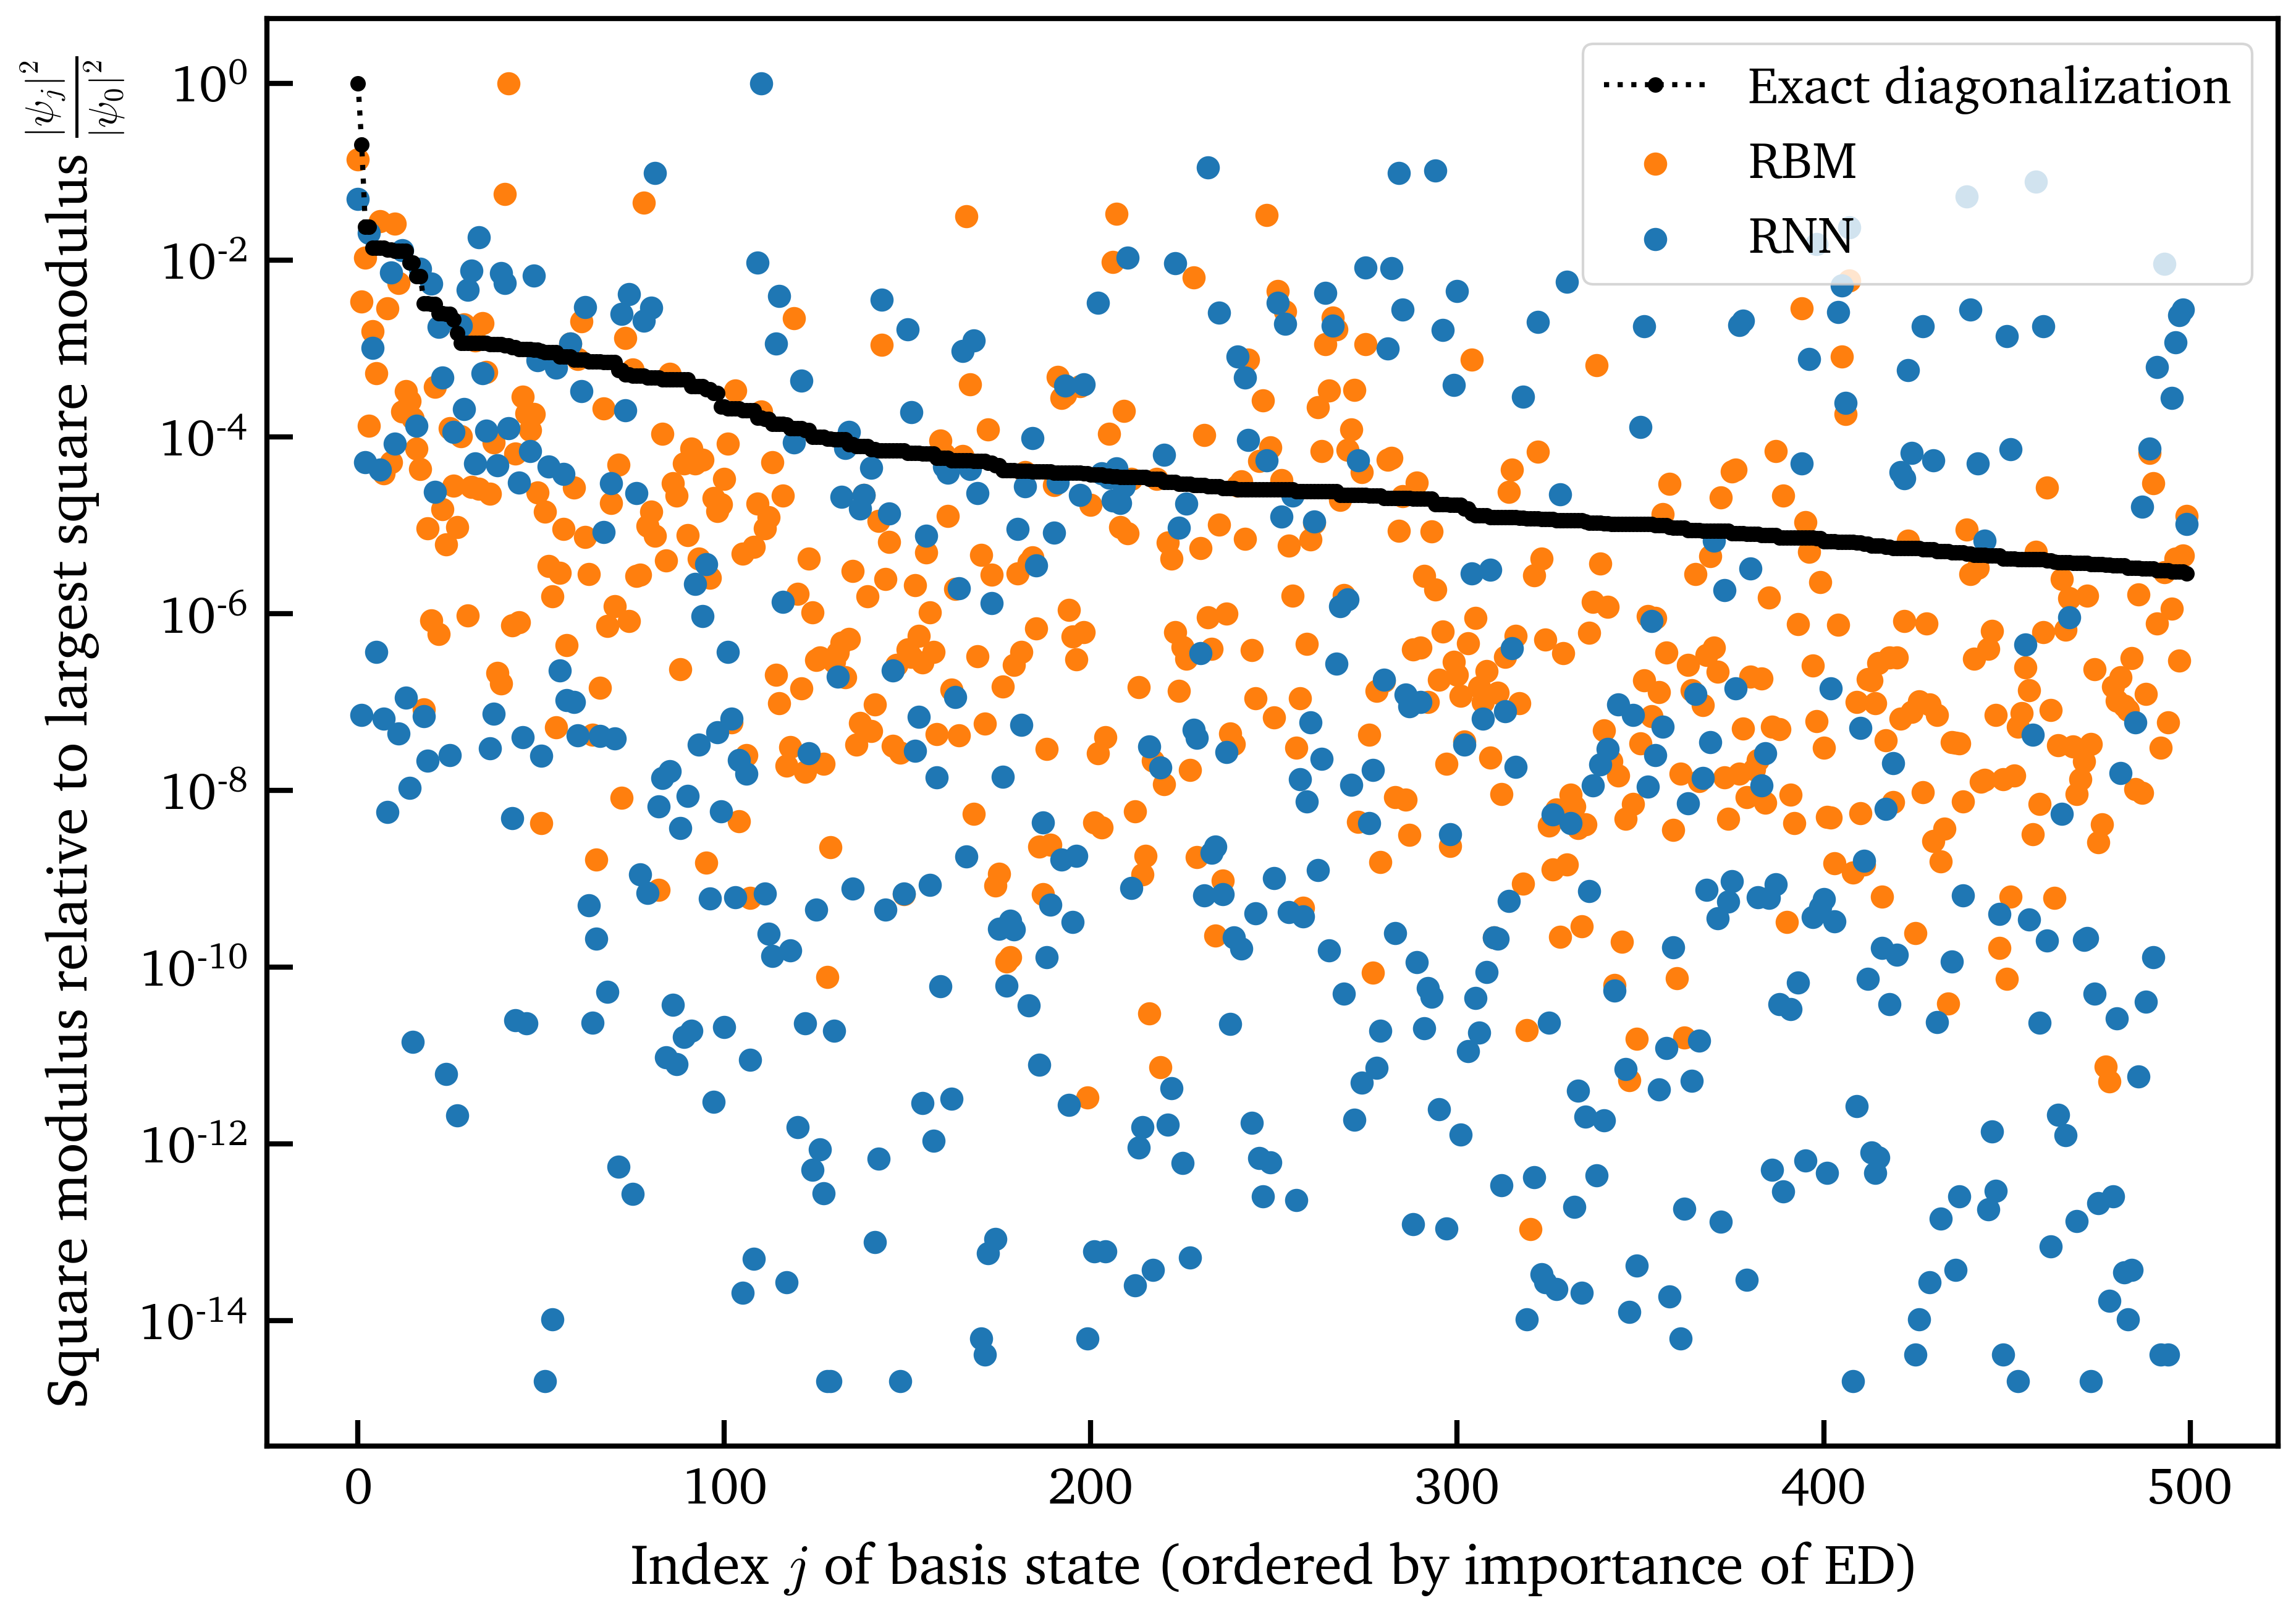 Square modulus relative to largest square modulus |ψ_j|²/|ψ_0|²
10^0
10^-2
10^-4
10^-6
10^-8
10^-10
10^-12
10^-14
Exact diagonalization
RBM
RNN
0 100 200 300 400 500
Index j of basis state (ordered by importance of ED)